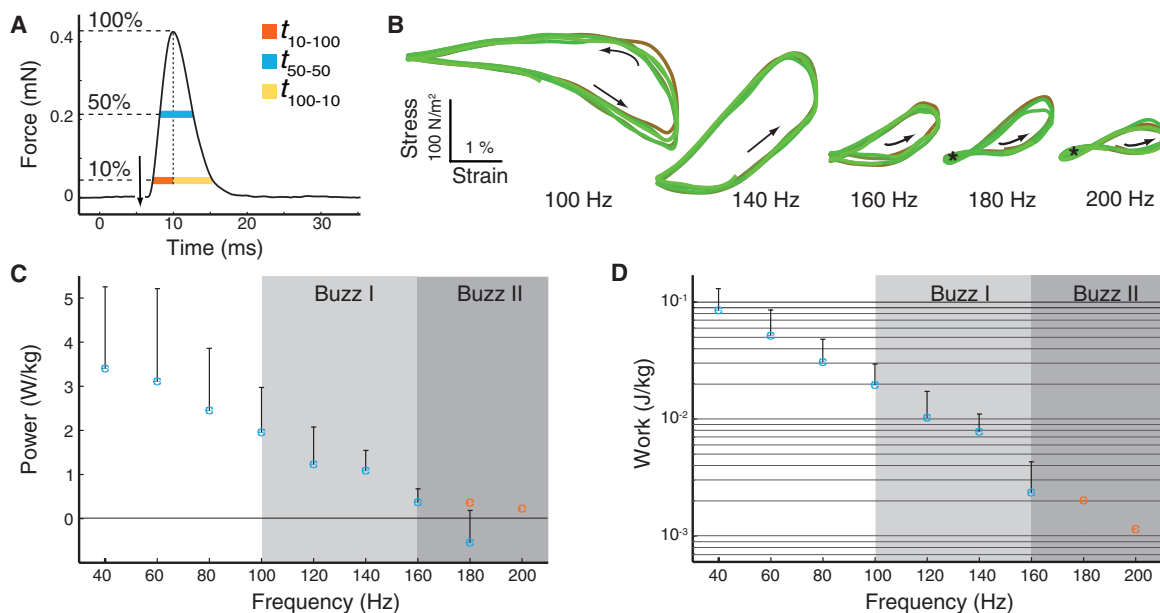 A
100%
50%
10%
0.4
0.2
0
Force (mN)
0
10
20
30
Time (ms)
t10-100
t50-50
t100-10
B
Stress
100 N/m²
1 %
Strain
100 Hz
140 Hz
160 Hz
180 Hz
200 Hz
*
*
C
Buzz I
Buzz II
5
4
3
2
1
0
Power (W/kg)
40 60 80 100 120 140 160 180 200
Frequency (Hz)
D
Buzz I
Buzz II
10-1
10-2
10-3
Work (J/kg)
40 60 80 100 120 140 160 180 200
Frequency (Hz)